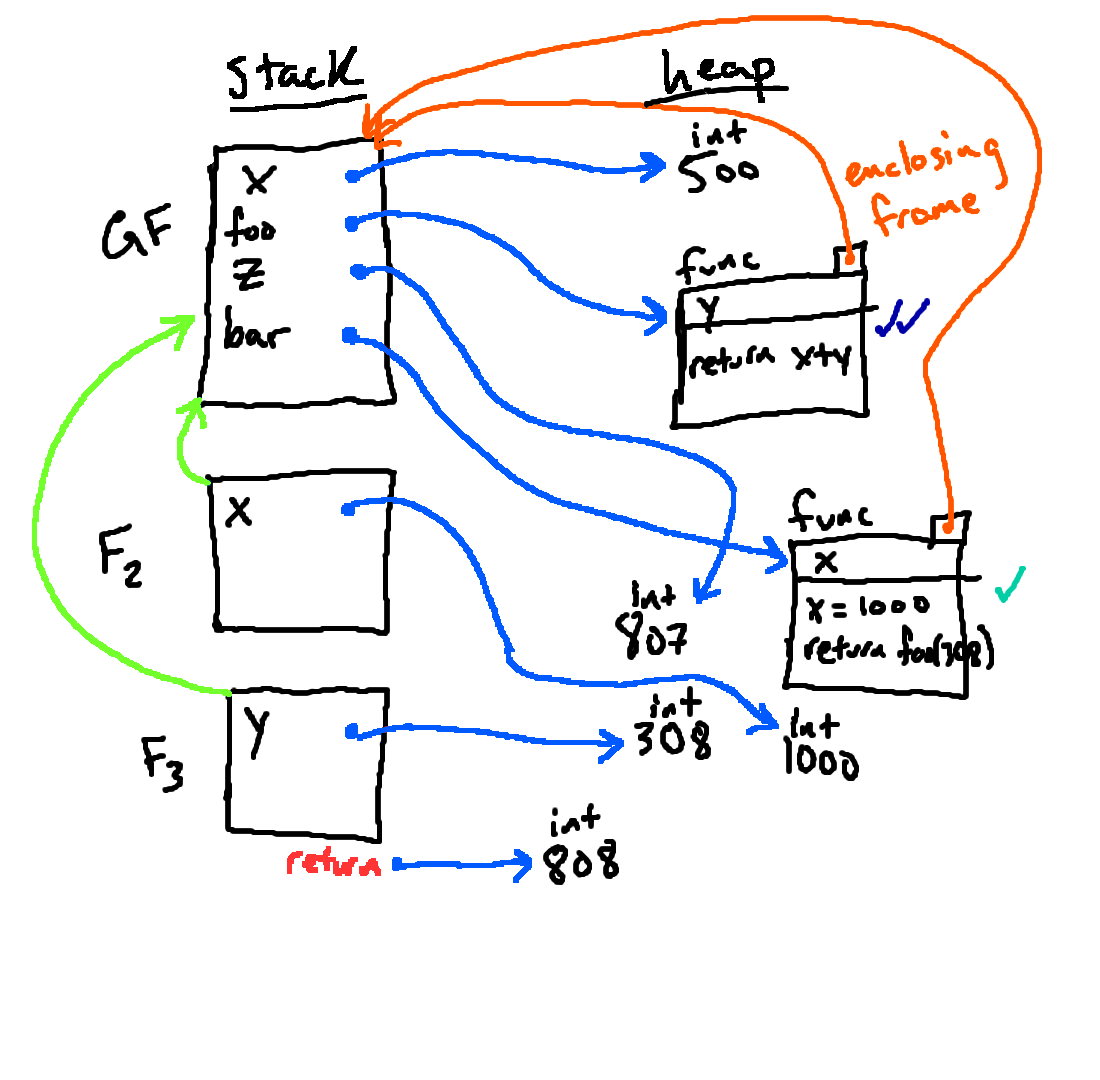 stack
heap
int
500
enclosing
frame
GF
x
foo
z
bar
func
y
return x+y
F2
x
func
x
x = 1000
return foo(308)
int
807
F3
y
int
308
int
1000
return
int
808